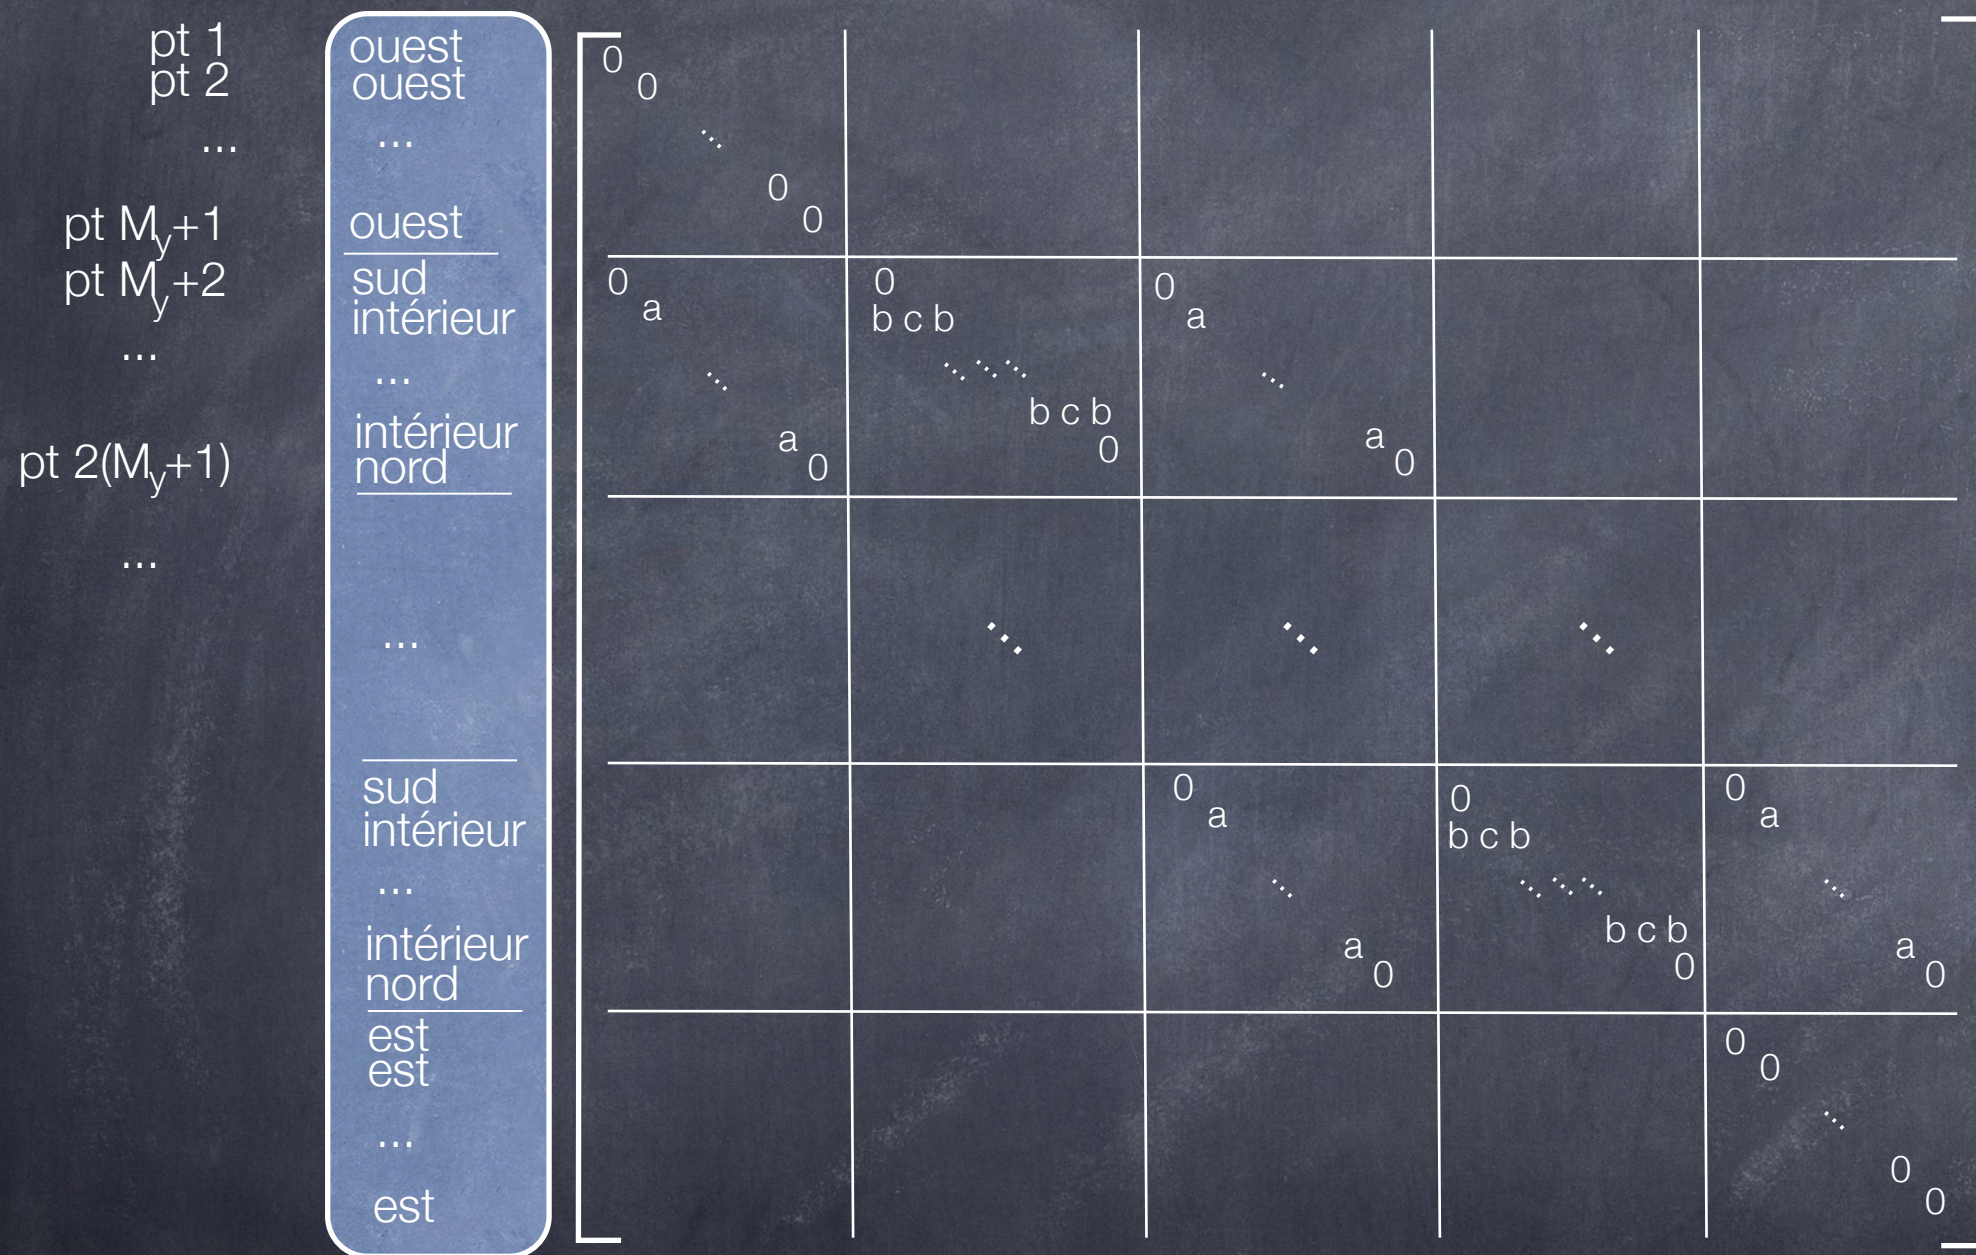 pt 1 ouest 0
pt 2 ouest 0
... ...
0
pt My+1 ouest 0
pt My+2 sud 0 0 0
intérieur a b c b a
... ...
intérieur a b c b a
pt 2(My+1) nord 0 0 0
...
...
sud 0 0 0
intérieur a b c b a
...
intérieur a b c b a
nord 0 0 0
est 0
est 0
...
0
est 0